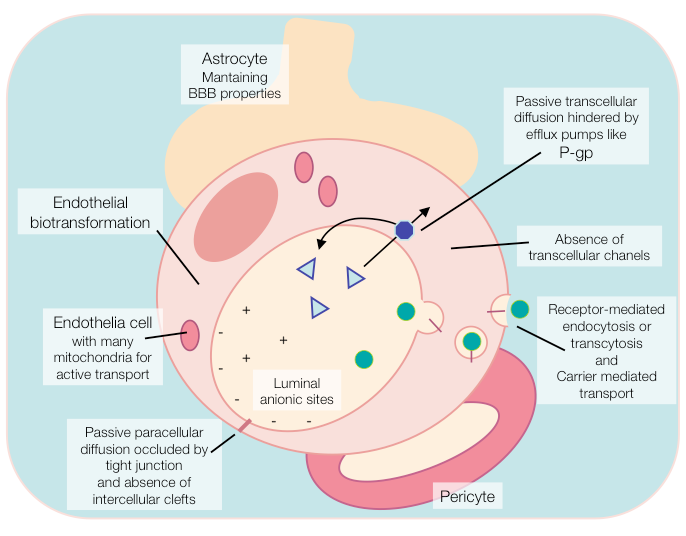 Astrocyte
Mantaining
BBB properties
Passive transcellular
diffusion hindered by
efflux pumps like
P-gp
Endothelial
biotransformation
Absence of
transcellular chanels
Endothelia cell
with many
mitochondria for
active transport
Receptor-mediated
endocytosis or
transcytosis
and
Carrier mediated
transport
+
-
+
+
-
-
-
-
Luminal
anionic sites
Passive paracellular
diffusion occluded by
tight junction
and absence of
intercellular clefts
Pericyte